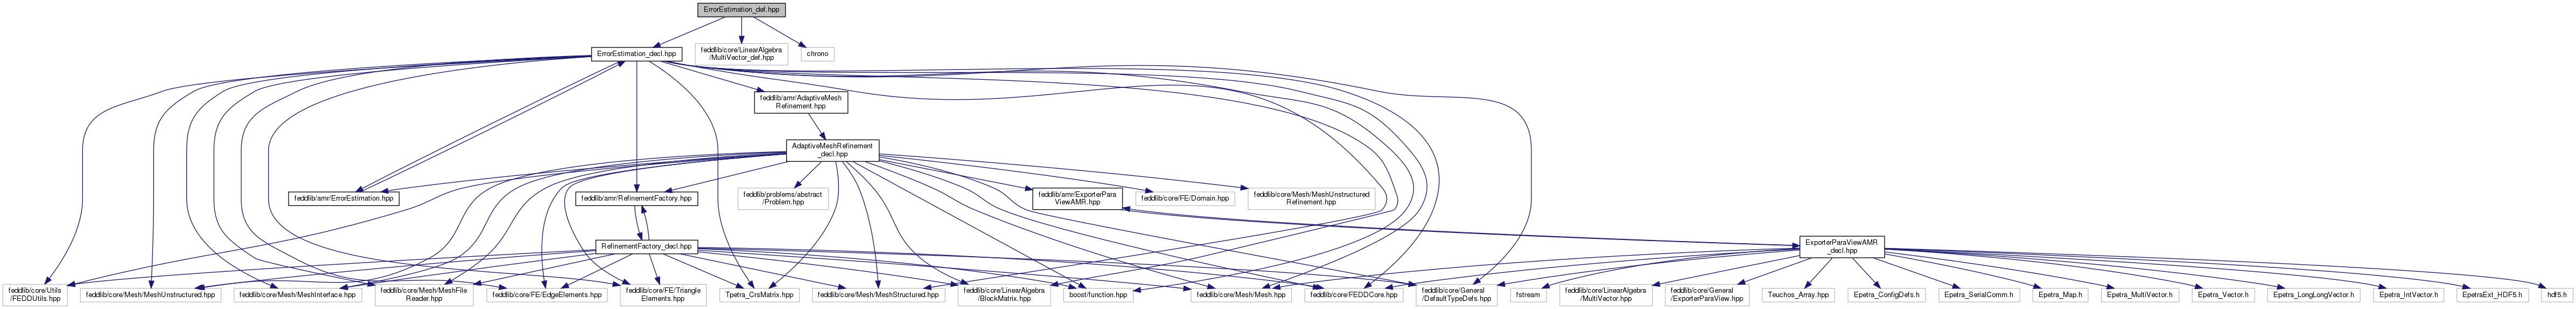 ErrorEstimation_def.hpp
ErrorEstimation_decl.hpp
feddlib/core/LinearAlgebra
/MultiVector_def.hpp
chrono
feddlib/amr/AdaptiveMesh
Refinement.hpp
AdaptiveMeshRefinement
_decl.hpp
feddlib/amr/ErrorEstimation.hpp
feddlib/amr/RefinementFactory.hpp
feddlib/problems/abstract
/Problem.hpp
feddlib/amr/ExporterPara
ViewAMR.hpp
feddlib/core/FE/Domain.hpp
feddlib/core/Mesh/MeshUnstructured
Refinement.hpp
RefinementFactory_decl.hpp
ExporterParaViewAMR
_decl.hpp
feddlib/core/Utils
/FEDDUtils.hpp
feddlib/core/Mesh/MeshUnstructured.hpp
feddlib/core/Mesh/MeshInterface.hpp
feddlib/core/Mesh/MeshFile
Reader.hpp
feddlib/core/FE/EdgeElements.hpp
feddlib/core/FE/Triangle
Elements.hpp
Tpetra_CrsMatrix.hpp
feddlib/core/Mesh/MeshStructured.hpp
feddlib/core/LinearAlgebra
/BlockMatrix.hpp
boost/function.hpp
feddlib/core/Mesh/Mesh.hpp
feddlib/core/FEDDCore.hpp
feddlib/core/General
/DefaultTypeDefs.hpp
fstream
feddlib/core/LinearAlgebra
/MultiVector.hpp
feddlib/core/General
/ExporterParaView.hpp
Teuchos_Array.hpp
Epetra_ConfigDefs.h
Epetra_SerialComm.h
Epetra_Map.h
Epetra_MultiVector.h
Epetra_Vector.h
Epetra_LongLongVector.h
Epetra_IntVector.h
EpetraExt_HDF5.h
hdf5.h